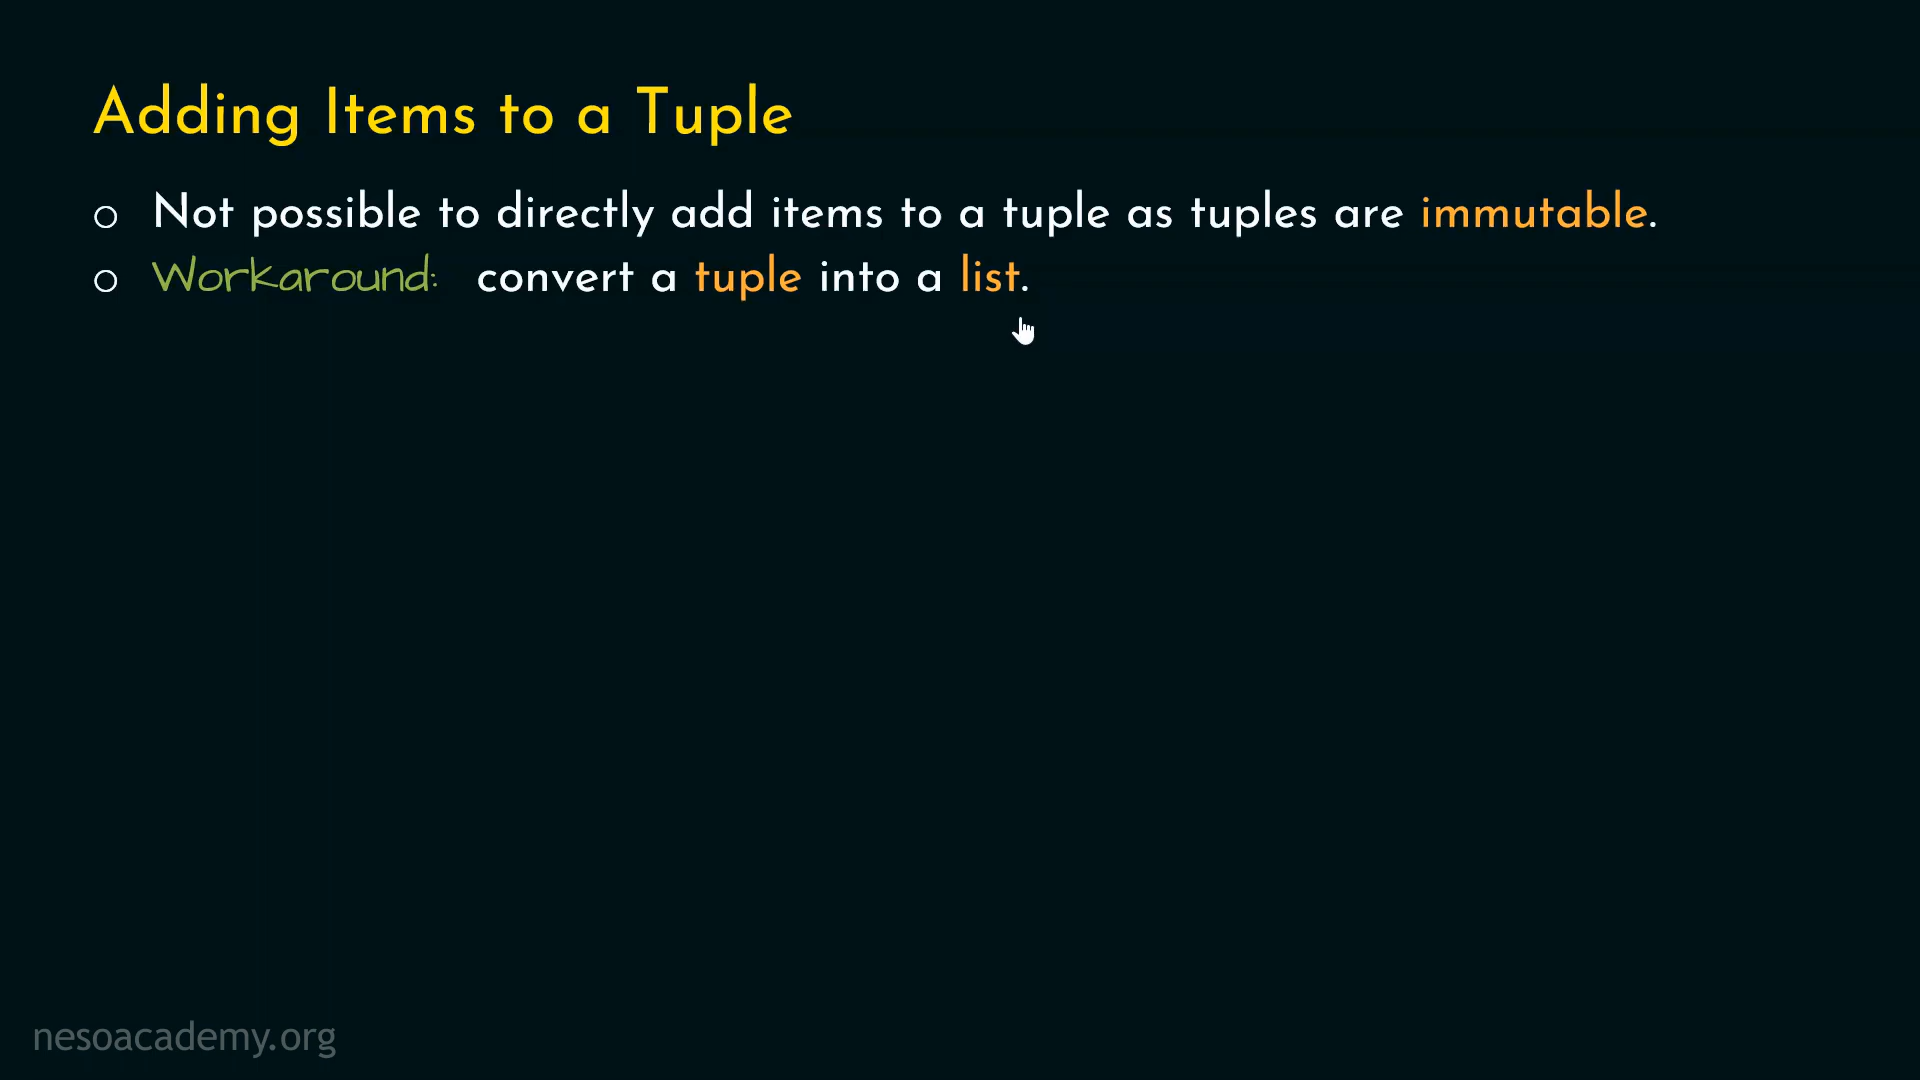 Adding Items to a Tuple
Not possible to directly add items to a tuple as tuples are immutable.
Workaround: convert a tuple into a list.
nesoacademy.org